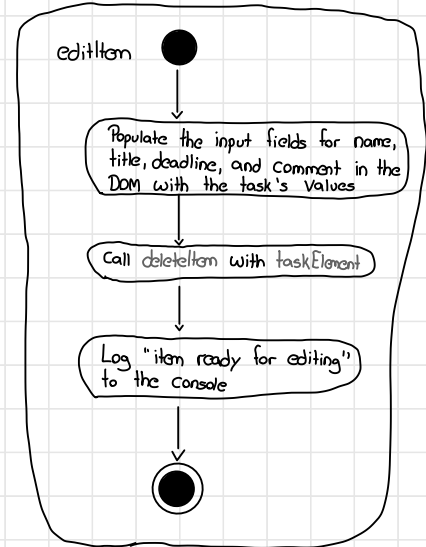 editItem
Populate the input fields for name,
title, deadline, and comment in the
DOM with the task's values
Call deleteItem with taskElement
Log "item ready for editing"
to the console